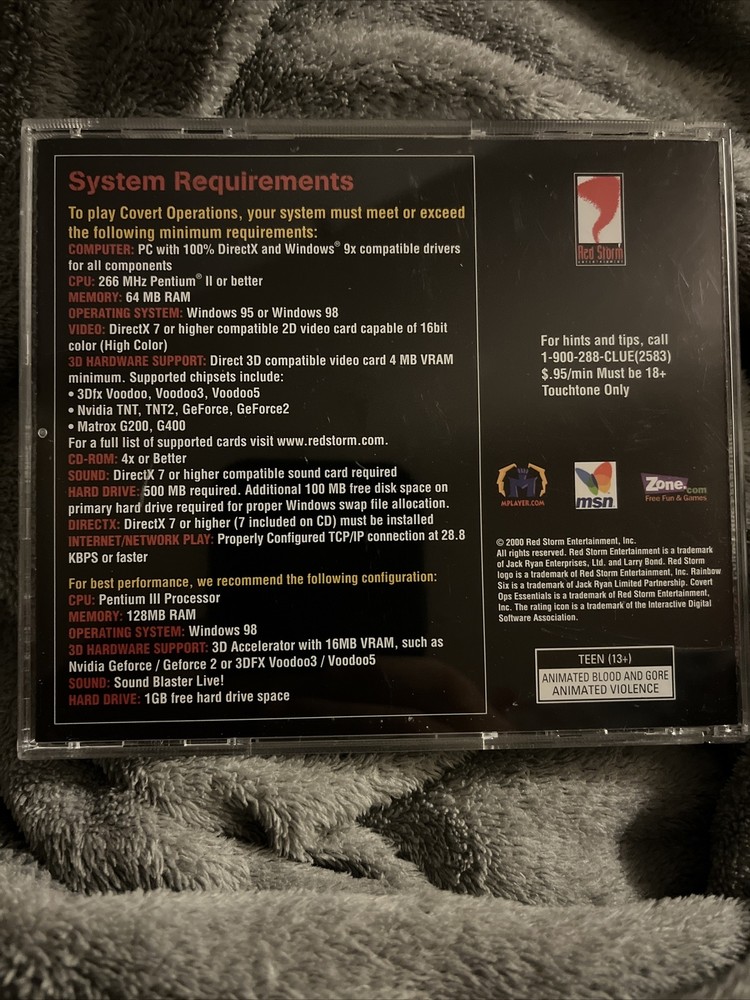 System Requirements
To play Covert Operations, your system must meet or exceed
the following minimum requirements:
COMPUTER: PC with 100% DirectX and Windows® 9x compatible drivers
for all components
CPU: 266 MHz Pentium® II or better
MEMORY: 64 MB RAM
OPERATING SYSTEM: Windows 95 or Windows 98
VIDEO: DirectX 7 or higher compatible 2D video card capable of 16bit
color (High Color)
3D HARDWARE SUPPORT: Direct 3D compatible video card 4 MB VRAM
minimum. Supported chipsets include:
• 3Dfx Voodoo, Voodoo3, Voodoo5
• Nvidia TNT, TNT2, GeForce, GeForce2
• Matrox G200, G400
For a full list of supported cards visit www.redstorm.com.
CD-ROM: 4x or Better
SOUND: DirectX 7 or higher compatible sound card required
HARD DRIVE: 500 MB required. Additional 100 MB free disk space on
primary hard drive required for proper Windows swap file allocation.
DIRECTX: DirectX 7 or higher (7 included on CD) must be installed
INTERNET/NETWORK PLAY: Properly Configured TCP/IP connection at 28.8
KBPS or faster
For best performance, we recommend the following configuration:
CPU: Pentium III Processor
MEMORY: 128MB RAM
OPERATING SYSTEM: Windows 98
3D HARDWARE SUPPORT: 3D Accelerator with 16MB VRAM, such as
Nvidia Geforce / Geforce 2 or 3DFX Voodoo3 / Voodoo5
SOUND: Sound Blaster Live!
HARD DRIVE: 1GB free hard drive space
Red Storm
ENTERTAINMENT
For hints and tips, call
1-900-288-CLUE(2583)
$.95/min Must be 18+
Touchtone Only
MPLAYER.COM
msn
Zone.com
Free Fun & Games
© 2000 Red Storm Entertainment, Inc.
All rights reserved. Red Storm Entertainment is a trademark
of Jack Ryan Enterprises, Ltd. and Larry Bond. Red Storm
logo is a trademark of Red Storm Entertainment, Inc. Rainbow
Six is a trademark of Jack Ryan Limited Partnership. Covert
Ops Essentials is a trademark of Red Storm Entertainment,
Inc. The rating icon is a trademark of the Interactive Digital
Software Association.
TEEN (13+)
ANIMATED BLOOD AND GORE
ANIMATED VIOLENCE